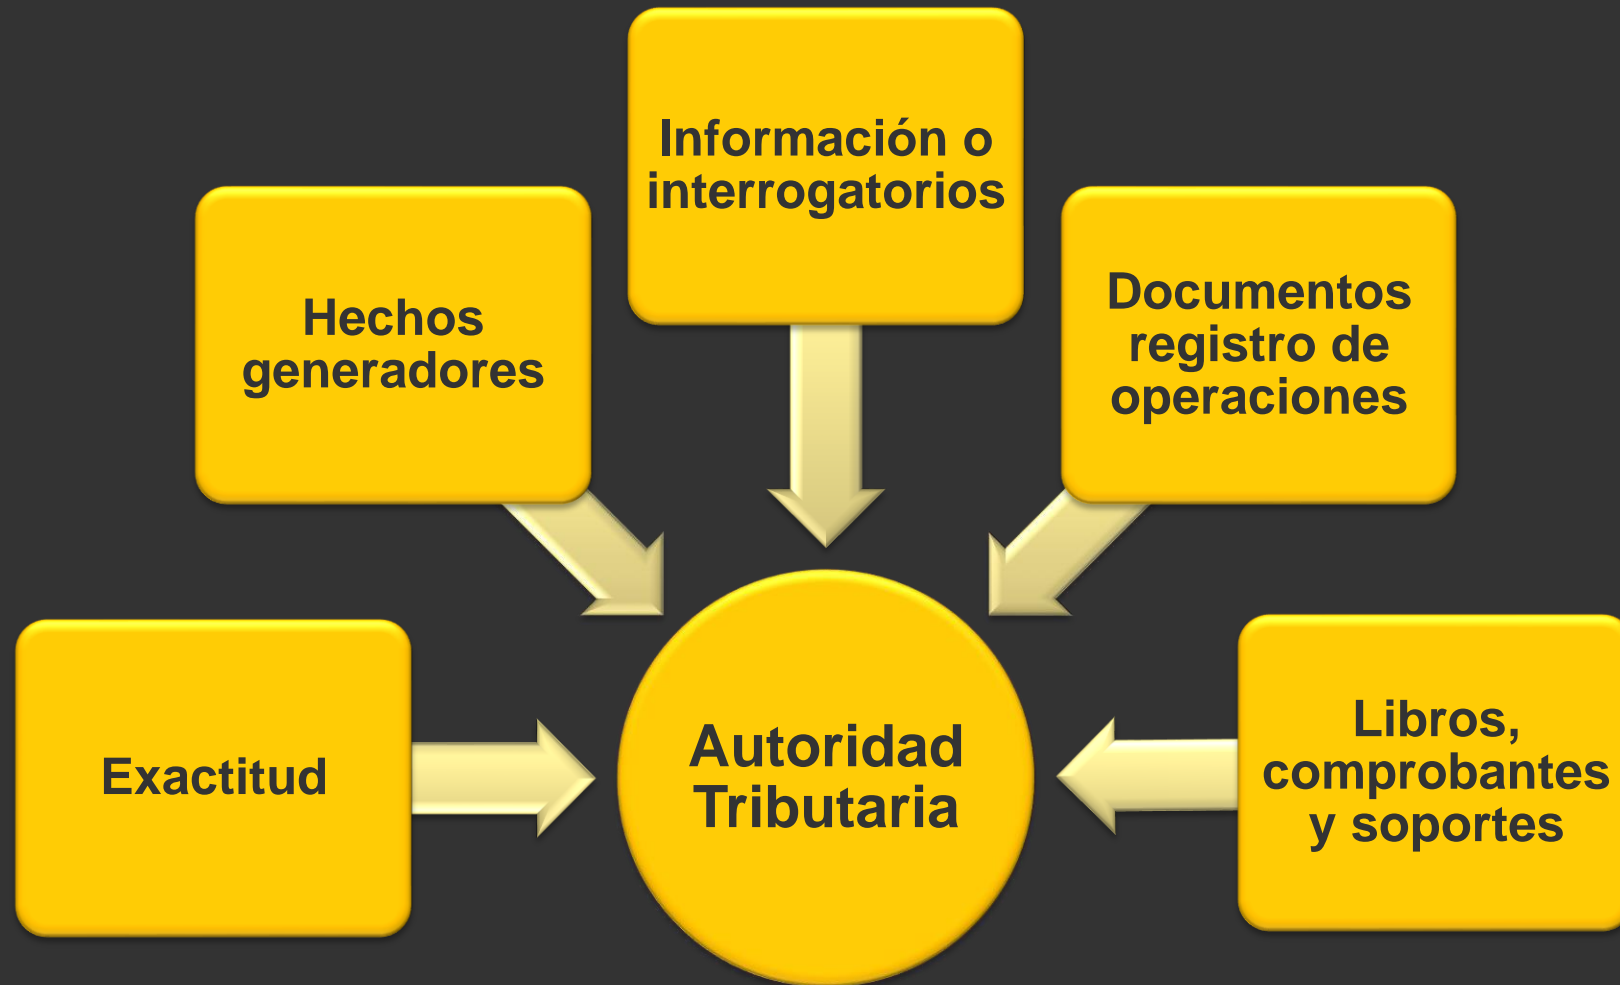 Información o
interrogatorios
Hechos
generadores
Documentos
registro de
operaciones
Exactitud
Autoridad
Tributaria
Libros,
comprobantes
y soportes